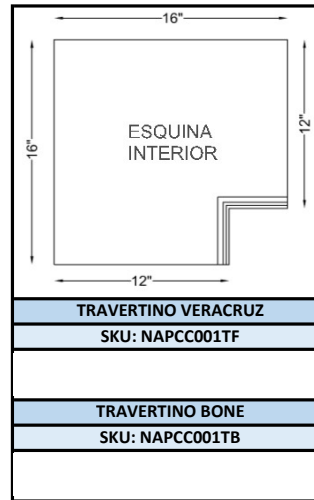 16"
16"
ESQUINA
INTERIOR
12"
12"
TRAVERTINO VERACRUZ
SKU: NAPCC001TF
TRAVERTINO BONE
SKU: NAPCC001TB